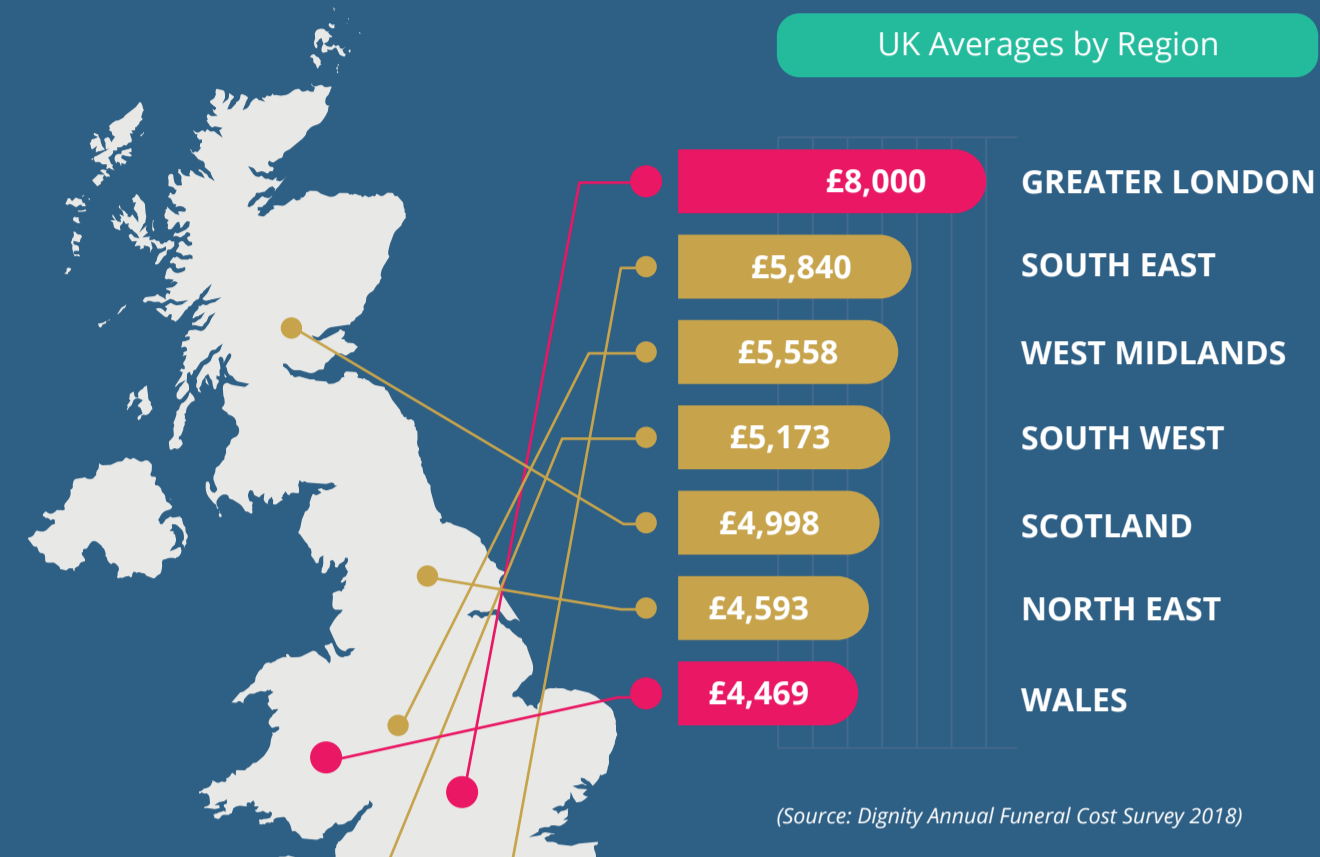 UK Averages by Region
£8,000 GREATER LONDON
£5,840 SOUTH EAST
£5,558 WEST MIDLANDS
£5,173 SOUTH WEST
£4,998 SCOTLAND
£4,593 NORTH EAST
£4,469 WALES
(Source: Dignity Annual Funeral Cost Survey 2018)